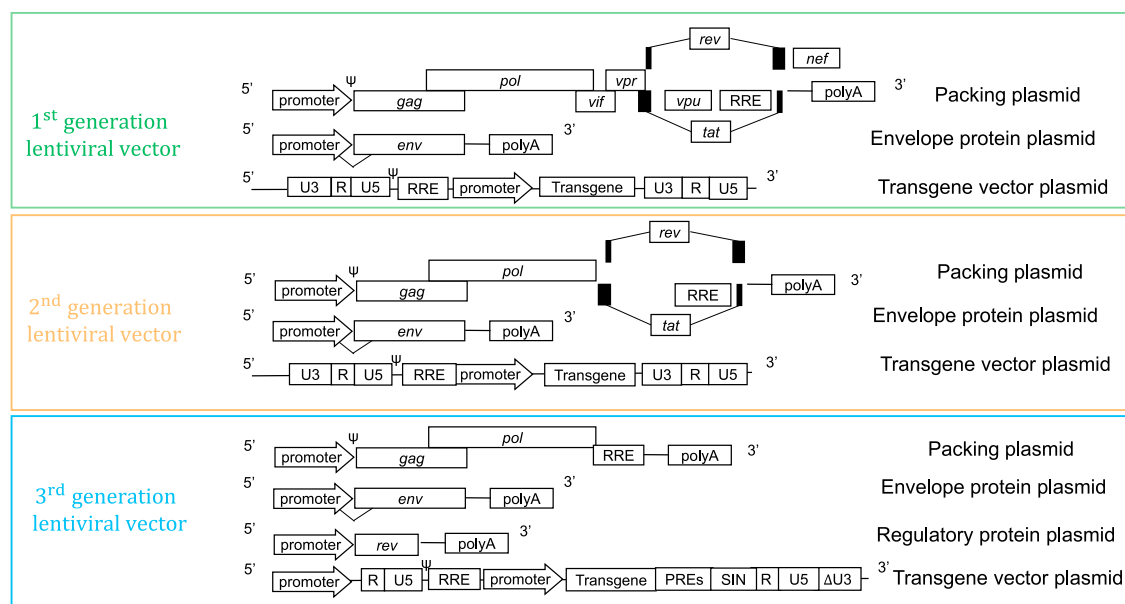 rev
nef
5’ ψ pol vpr 3’
promoter gag vif vpu RRE polyA Packing plasmid
tat
1st generation
lentiviral vector
3’
promoter env polyA Envelope protein plasmid
5’ ψ 3’
U3 R U5 RRE promoter Transgene U3 R U5 Transgene vector plasmid
rev
5’ ψ pol 3’
promoter gag RRE polyA Packing plasmid
tat
2nd generation
lentiviral vector
5’ 3’
promoter env polyA Envelope protein plasmid
5’ ψ 3’
U3 R U5 RRE promoter Transgene U3 R U5 Transgene vector plasmid
5’ ψ pol 3’
promoter gag RRE polyA Packing plasmid
3rd generation
lentiviral vector
5’ 3’
promoter env polyA Envelope protein plasmid
5’ 3’
promoter rev polyA Regulatory protein plasmid
5’ ψ 3’
promoter R U5 RRE promoter Transgene PREs SIN R U5 ΔU3 Transgene vector plasmid